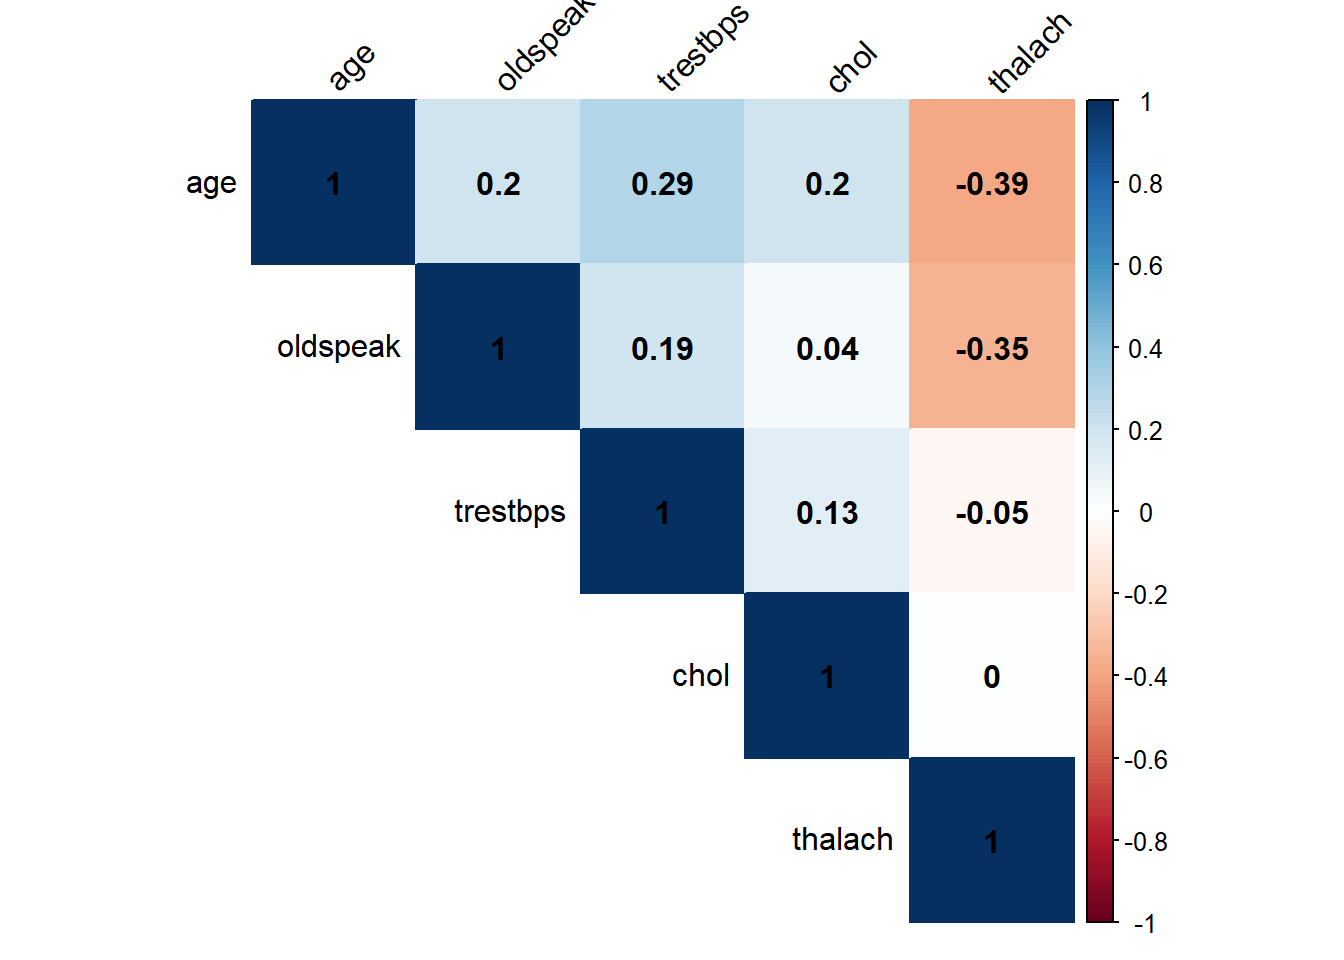 age oldspeak trestbps chol thalach
age 1 0.2 0.29 0.2 -0.39
oldspeak 1 0.19 0.04 -0.35
trestbps 1 0.13 -0.05
chol 1 0
thalach 1
1
0.8
0.6
0.4
0.2
0
-0.2
-0.4
-0.6
-0.8
-1